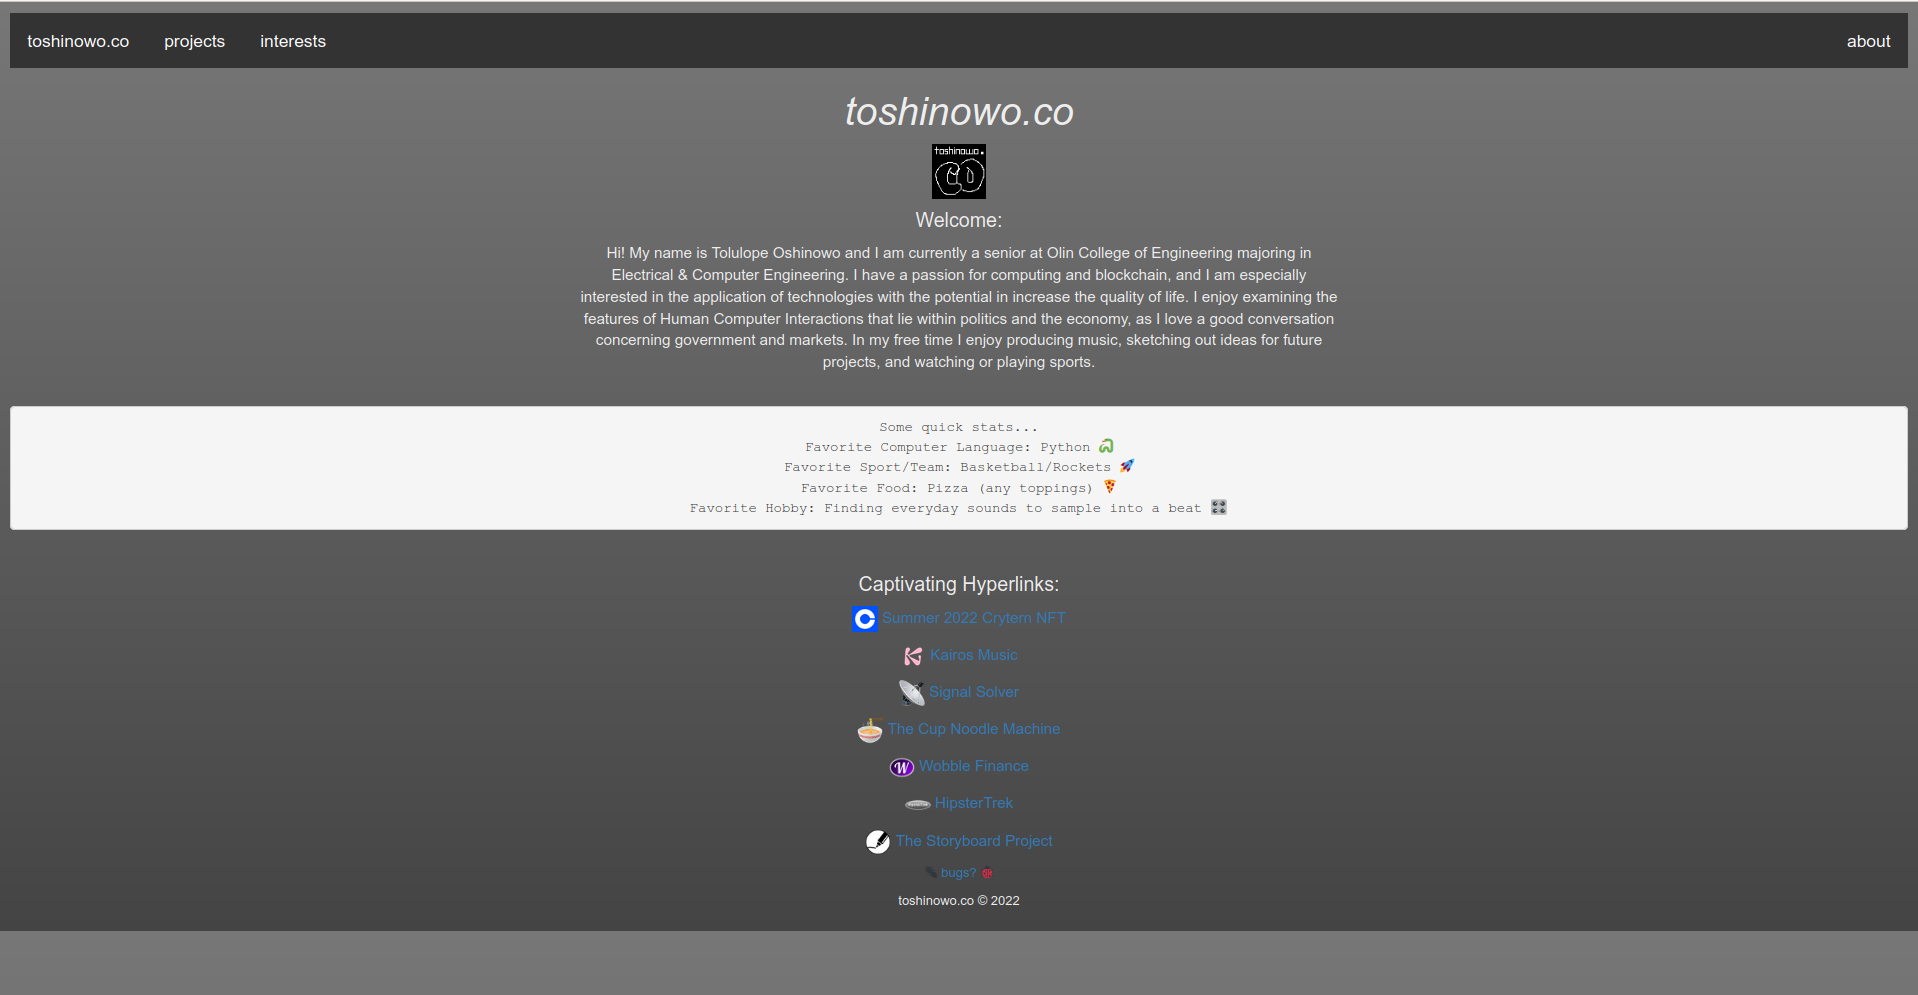 toshinowo.co projects interests about
toshinowo.co
toshinowo.
CO
Welcome:
Hi! My name is Tolulope Oshinowo and I am currently a senior at Olin College of Engineering majoring in
Electrical & Computer Engineering. I have a passion for computing and blockchain, and I am especially
interested in the application of technologies with the potential in increase the quality of life. I enjoy examining the
features of Human Computer Interactions that lie within politics and the economy, as I love a good conversation
concerning government and markets. In my free time I enjoy producing music, sketching out ideas for future
projects, and watching or playing sports.
Some quick stats...
Favorite Computer Language: Python 🐍
Favorite Sport/Team: Basketball/Rockets 🚀
Favorite Food: Pizza (any toppings) 🍕
Favorite Hobby: Finding everyday sounds to sample into a beat 🎛
Captivating Hyperlinks:
Summer 2022 Crytern NFT
Kairos Music
Signal Solver
The Cup Noodle Machine
W Wobble Finance
HipsterTrek
The Storyboard Project
bugs? 🐞
toshinowo.co © 2022